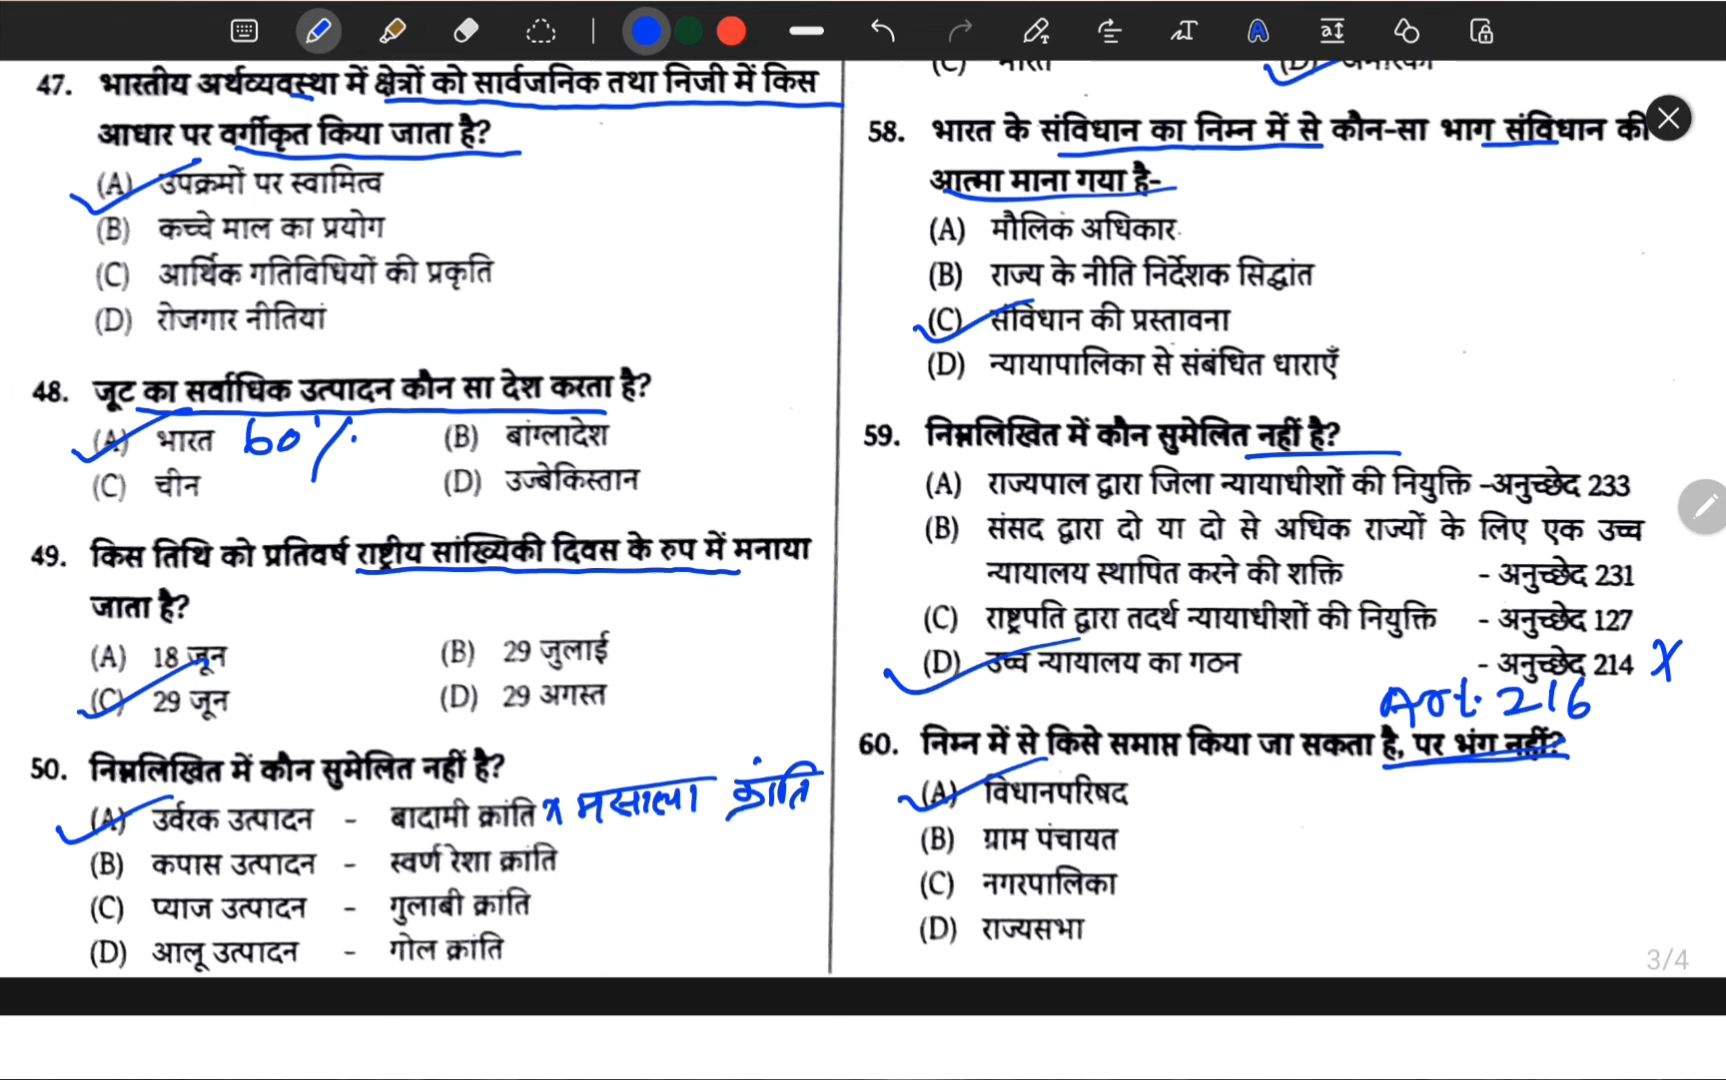 47. भारतीय अर्थव्यवस्था में क्षेत्रों को सार्वजनिक तथा निजी में किस
आधार पर वर्गीकृत किया जाता है?
(A) उपक्रमों पर स्वामित्व
(B) कच्चे माल का प्रयोग
(C) आर्थिक गतिविधियों की प्रकृति
(D) रोजगार नीतियां
48. जूट का सर्वाधिक उत्पादन कौन सा देश करता है?
(A) भारत 60% (B) बांग्लादेश
(C) चीन (D) उज्बेकिस्तान
49. किस तिथि को प्रतिवर्ष राष्ट्रीय सांख्यिकी दिवस के रुप में मनाया
जाता है?
(A) 18 जून (B) 29 जुलाई
(C) 29 जून (D) 29 अगस्त
50. निम्नलिखित में कौन सुमेलित नहीं है?
(A) उर्वरक उत्पादन - बादामी क्रांति x मसाला क्रांति
(B) कपास उत्पादन - स्वर्ण रेशा क्रांति
(C) प्याज उत्पादन - गुलाबी क्रांति
(D) आलू उत्पादन - गोल क्रांति
(C) भारत (D) अमेरिका
58. भारत के संविधान का निम्न में से कौन-सा भाग संविधान की
आत्मा माना गया है-
(A) मौलिक अधिकार
(B) राज्य के नीति निर्देशक सिद्धांत
(C) संविधान की प्रस्तावना
(D) न्यायापालिका से संबंधित धाराएँ
59. निम्नलिखित में कौन सुमेलित नहीं है?
(A) राज्यपाल द्वारा जिला न्यायाधीशों की नियुक्ति -अनुच्छेद 233
(B) संसद द्वारा दो या दो से अधिक राज्यों के लिए एक उच्च
न्यायालय स्थापित करने की शक्ति - अनुच्छेद 231
(C) राष्ट्रपति द्वारा तदर्थ न्यायाधीशों की नियुक्ति - अनुच्छेद 127
(D) उच्च न्यायालय का गठन - अनुच्छेद 214 X
Art. 216
60. निम्न में से किसे समाप्त किया जा सकता है, पर भंग नहीं?
(A) विधानपरिषद
(B) ग्राम पंचायत
(C) नगरपालिका
(D) राज्यसभा
3/4